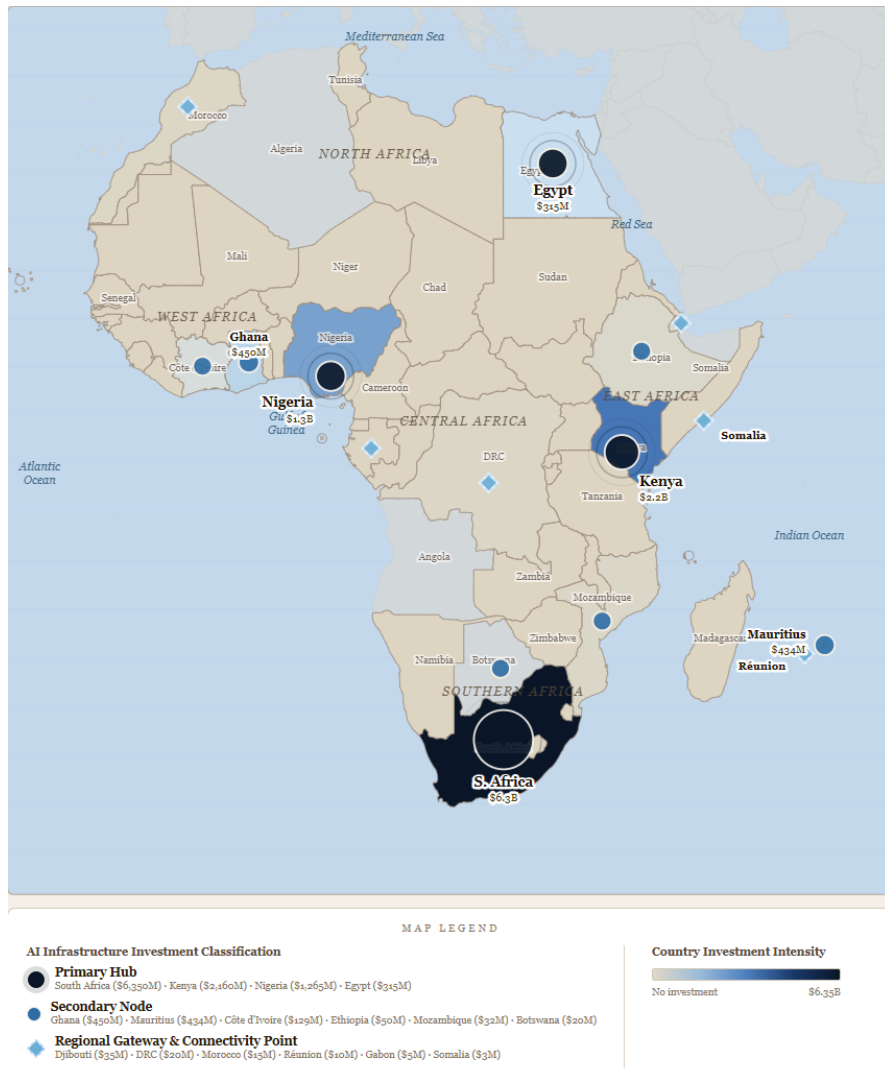 Mediterranean Sea
Tunisia
Morocco
Algeria
NORTH AFRICA
Libya
Egypt
$315M
Red Sea
Mali
Niger
Chad
Sudan
Senegal
WEST AFRICA
Ghana
$450M
Nigeria
Somalia
Cameroon
EAST AFRICA
Nigeria
$1.3B
Guinea
CENTRAL AFRICA
Somalia
DRC
Atlantic
Ocean
Kenya
$2.2B
Tanzania
Indian Ocean
Angola
Zambia
Mozambique
Zimbabwe
Madagascar
Mauritius
$434M
Réunion
Namibia
SOUTHERN AFRICA
S. Africa
$6.3B
MAP LEGEND
AI Infrastructure Investment Classification
Primary Hub
South Africa ($6,350M) · Kenya ($2,160M) · Nigeria ($1,265M) · Egypt ($315M)
Secondary Node
Ghana ($450M) · Mauritius ($434M) · Côte d'Ivoire ($129M) · Ethiopia ($50M) · Mozambique ($32M) · Botswana ($20M)
Regional Gateway & Connectivity Point
Djibouti ($35M) · DRC ($20M) · Morocco ($15M) · Réunion ($10M) · Gabon ($5M) · Somalia ($3M)
Country Investment Intensity
No investment
$6.35B